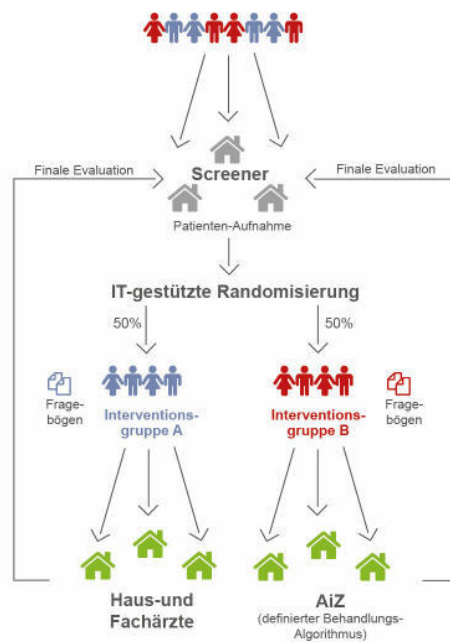 Finale Evaluation
Screener
Finale Evaluation
Patienten-Aufnahme
IT-gestützte Randomisierung
50%
50%
Frage-
bögen
Interventions-
gruppe A
Interventions-
gruppe B
Frage-
bögen
Haus-und
Fachärzte
AiZ
(definierter Behandlungs-
Algorithmus)